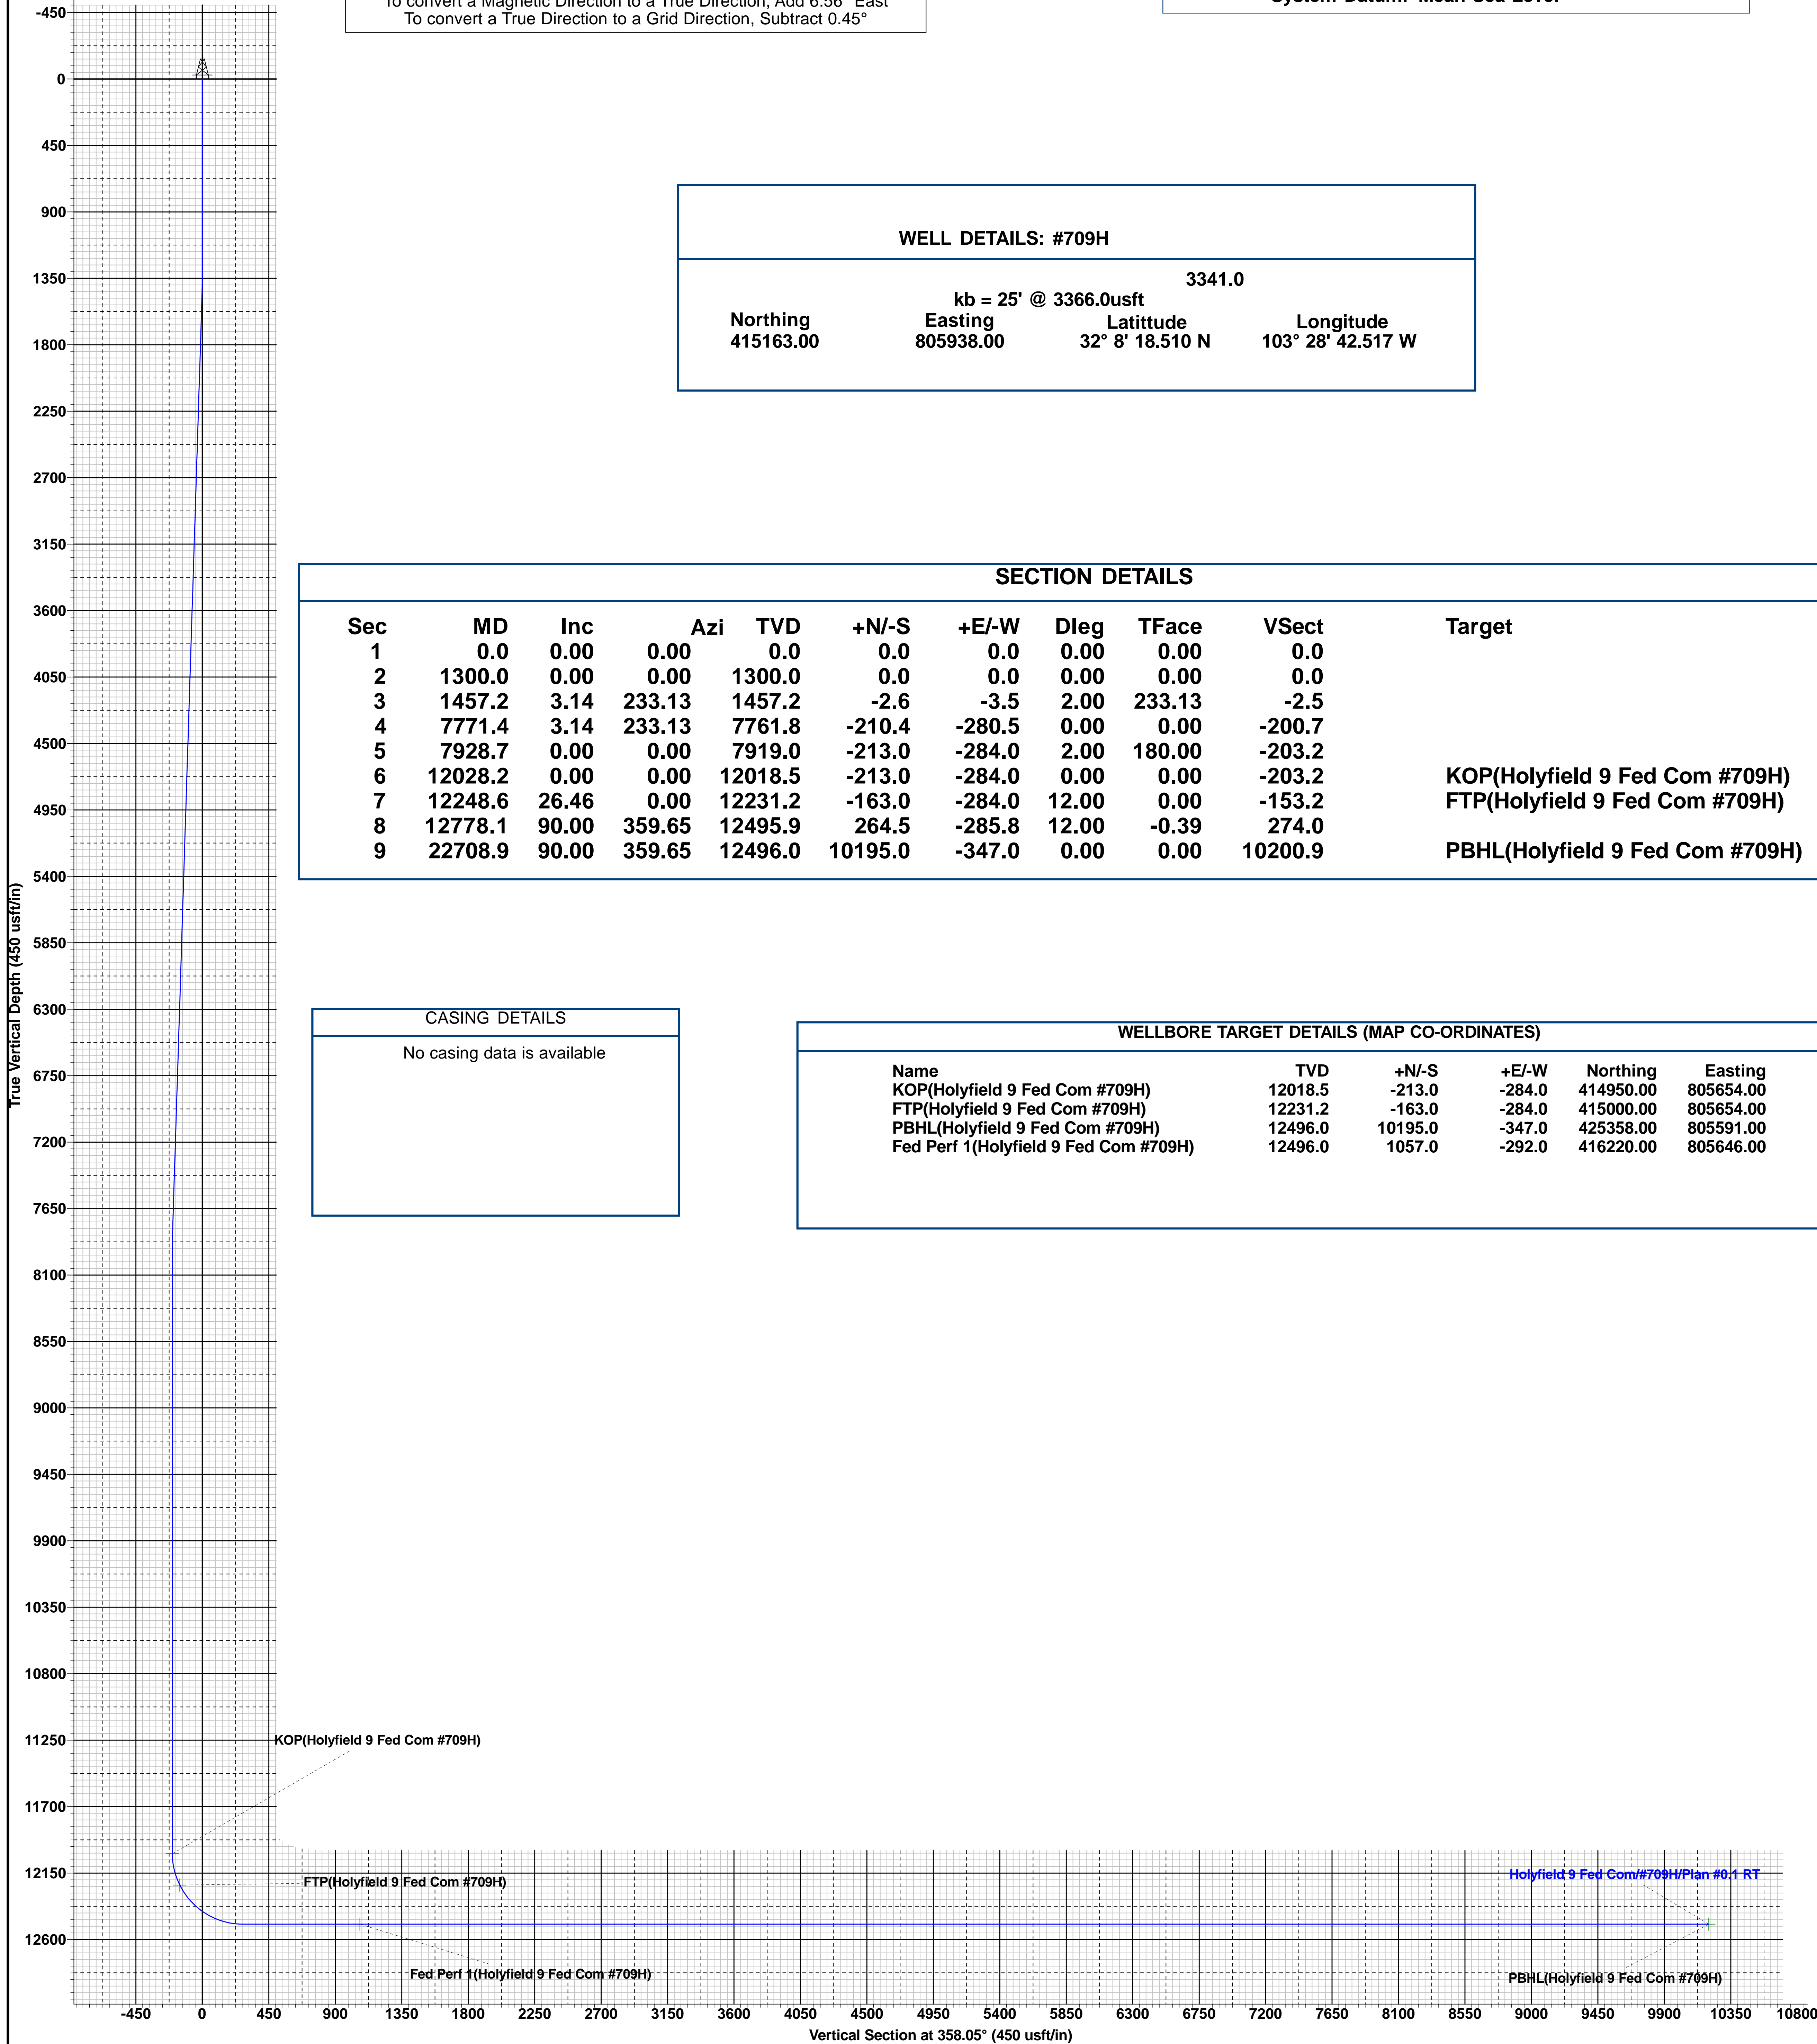 To convert a Magnetic Direction to a True Direction, Add 6.56° East
To convert a True Direction to a Grid Direction, Subtract 0.45°
System Datum: Mean Sea Level
WELL DETAILS: #709H
3341.0
kb = 25' @ 3366.0usft
Northing Easting Latittude Longitude
415163.00 805938.00 32° 8' 18.510 N 103° 28' 42.517 W
SECTION DETAILS
Sec MD Inc Azi TVD +N/-S +E/-W Dleg TFace VSect Target
1 0.0 0.00 0.00 0.0 0.0 0.0 0.00 0.00 0.0
2 1300.0 0.00 0.00 1300.0 0.0 0.0 0.00 0.00 0.0
3 1457.2 3.14 233.13 1457.2 -2.6 -3.5 2.00 233.13 -2.5
4 7771.4 3.14 233.13 7761.8 -210.4 -280.5 0.00 0.00 -200.7
5 7928.7 0.00 0.00 7919.0 -213.0 -284.0 2.00 180.00 -203.2
6 12028.2 0.00 0.00 12018.5 -213.0 -284.0 0.00 0.00 -203.2 KOP(Holyfield 9 Fed Com #709H)
7 12248.6 26.46 0.00 12231.2 -163.0 -284.0 12.00 0.00 -153.2 FTP(Holyfield 9 Fed Com #709H)
8 12778.1 90.00 359.65 12495.9 264.5 -285.8 12.00 -0.39 274.0
9 22708.9 90.00 359.65 12496.0 10195.0 -347.0 0.00 0.00 10200.9 PBHL(Holyfield 9 Fed Com #709H)
CASING DETAILS
No casing data is available
WELLBORE TARGET DETAILS (MAP CO-ORDINATES)
Name TVD +N/-S +E/-W Northing Easting
KOP(Holyfield 9 Fed Com #709H) 12018.5 -213.0 -284.0 414950.00 805654.00
FTP(Holyfield 9 Fed Com #709H) 12231.2 -163.0 -284.0 415000.00 805654.00
PBHL(Holyfield 9 Fed Com #709H) 12496.0 10195.0 -347.0 425358.00 805591.00
Fed Perf 1(Holyfield 9 Fed Com #709H) 12496.0 1057.0 -292.0 416220.00 805646.00
True Vertical Depth (450 usft/in)
-450
0
450
900
1350
1800
2250
2700
3150
3600
4050
4500
4950
5400
5850
6300
6750
7200
7650
8100
8550
9000
9450
9900
10350
10800
11250
11700
12150
12600
KOP(Holyfield 9 Fed Com #709H)
FTP(Holyfield 9 Fed Com #709H)
Holyfield 9 Fed Com/#709H/Plan #0.1 RT
Fed Perf 1(Holyfield 9 Fed Com #709H)
PBHL(Holyfield 9 Fed Com #709H)
-450 0 450 900 1350 1800 2250 2700 3150 3600 4050 4500 4950 5400 5850 6300 6750 7200 7650 8100 8550 9000 9450 9900 10350 10800
Vertical Section at 358.05° (450 usft/in)